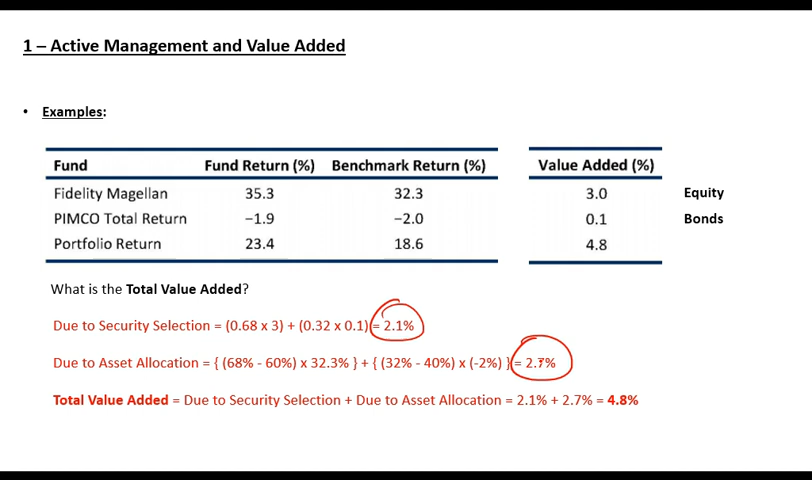 1 – Active Management and Value Added
• Examples:
Fund Fund Return (%) Benchmark Return (%) Value Added (%)
Fidelity Magellan 35.3 32.3 3.0 Equity
PIMCO Total Return −1.9 −2.0 0.1 Bonds
Portfolio Return 23.4 18.6 4.8
What is the Total Value Added?
Due to Security Selection = (0.68 x 3) + (0.32 x 0.1) = 2.1%
Due to Asset Allocation = { (68% - 60%) x 32.3% } + { (32% - 40%) x (-2%) } = 2.7%
Total Value Added = Due to Security Selection + Due to Asset Allocation = 2.1% + 2.7% = 4.8%